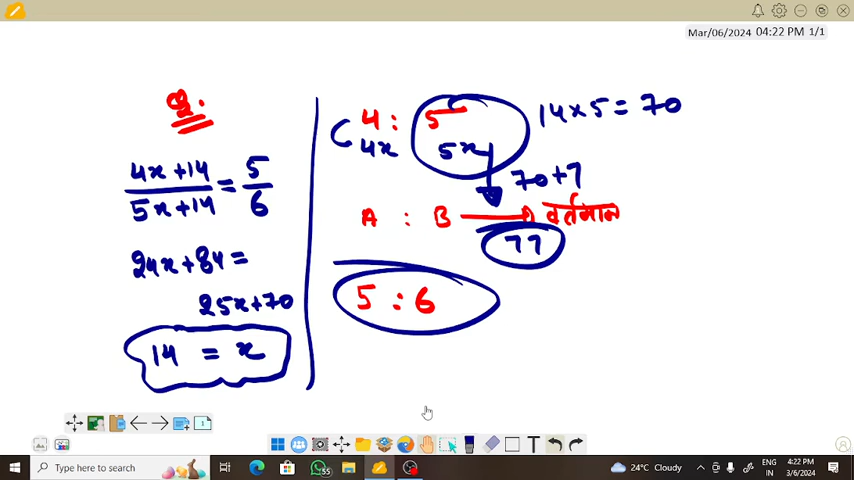 Mar/06/2024 04:22 PM 1/1
Q.
4x+14/5x+14 = 5/6
24x+84=
25x+70
14 = x
4 : 5
4x 5x
14×5=70
70+7
A : B वर्तमान
77
5 : 6
T
Type here to search
55
24°C Cloudy
ENG
IN
4:22 PM
3/6/2024